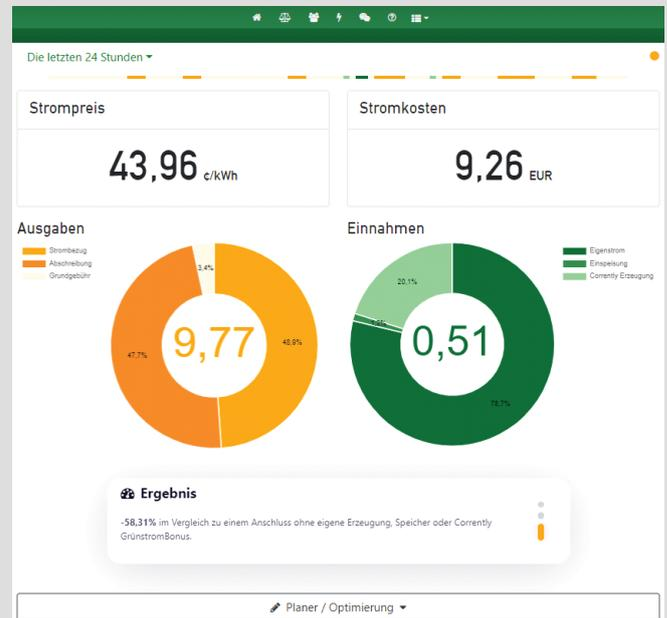 Die letzten 24 Stunden
Strompreis
43,96 ¢/kWh
Stromkosten
9,26 EUR
Ausgaben
Strombezug
Abschreibung
Grundgebühr
3,4%
47,7%
9,77
48,9%
Einnahmen
Eigenstrom
Einspeisung
Corrently Erzeugung
20,1%
0,51
78,7%
Ergebnis
-58,31% im Vergleich zu einem Anschluss ohne eigene Erzeugung, Speicher oder Corrently
GrünstromBonus.
Planer / Optimierung